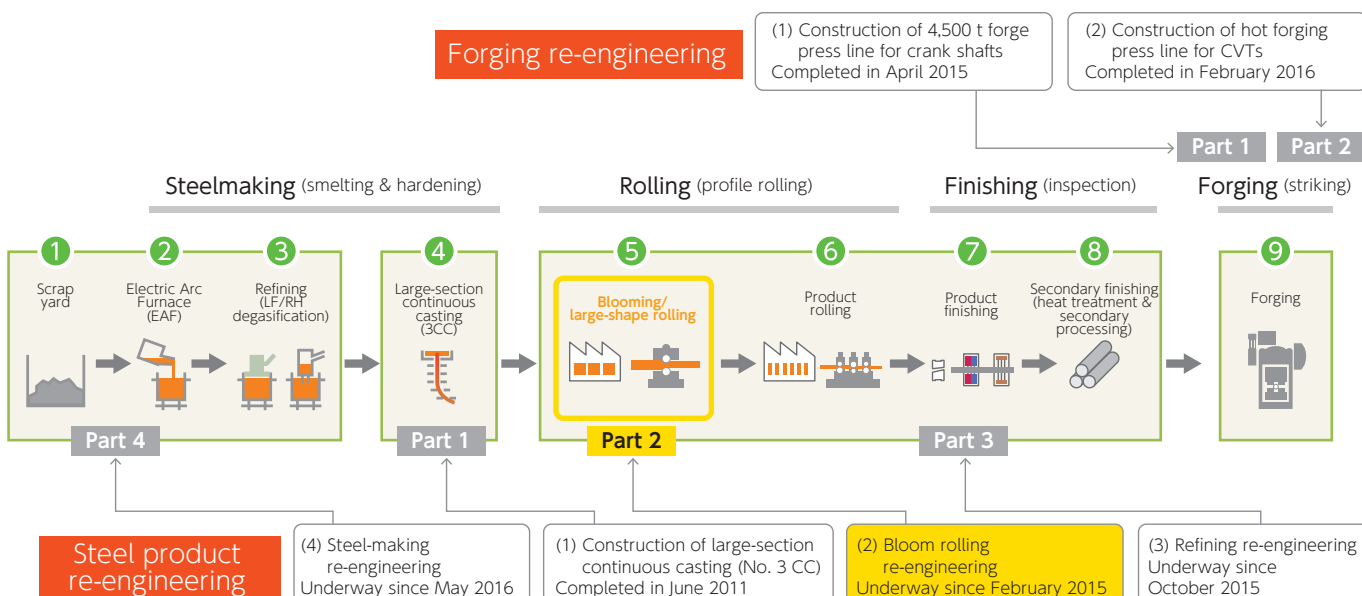 Forging re-engineering
(1) Construction of 4,500 t forge
press line for crank shafts
Completed in April 2015
(2) Construction of hot forging
press line for CVTs
Completed in February 2016
Part 1
Part 2
Steelmaking (smelting & hardening)
Rolling (profile rolling)
Finishing (inspection)
Forging (striking)
1
2
3
4
5
6
7
8
9
Scrap
yard
Electric Arc
Furnace
(EAF)
Refining
(LF/RH
degasification)
Large-section
continuous
casting
(3CC)
Blooming/
large-shape rolling
Product
rolling
Product
finishing
Secondary finishing
(heat treatment &
secondary
processing)
Forging
Part 4
Part 1
Part 2
Part 3
Steel product
re-engineering
(4) Steel-making
re-engineering
Underway since May 2016
(1) Construction of large-section
continuous casting (No. 3 CC)
Completed in June 2011
(2) Bloom rolling
re-engineering
Underway since February 2015
(3) Refining re-engineering
Underway since
October 2015